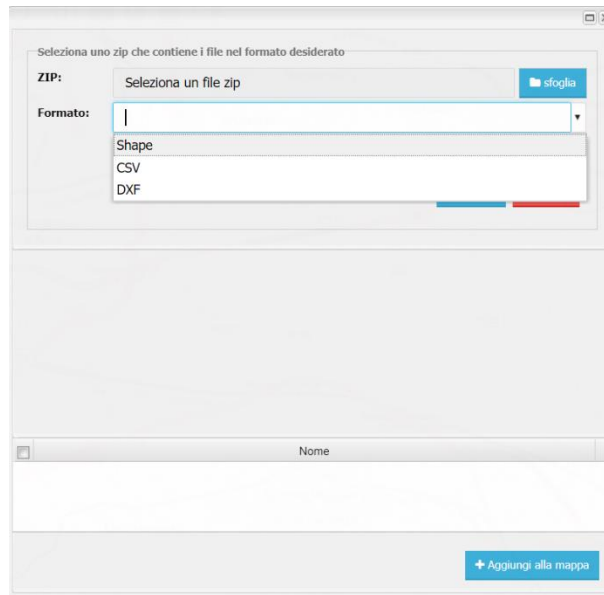 Seleziona uno zip che contiene i file nel formato desiderato
ZIP: Seleziona un file zip sfoglia
Formato:
Shape
CSV
DXF
Nome
+ Aggiungi alla mappa